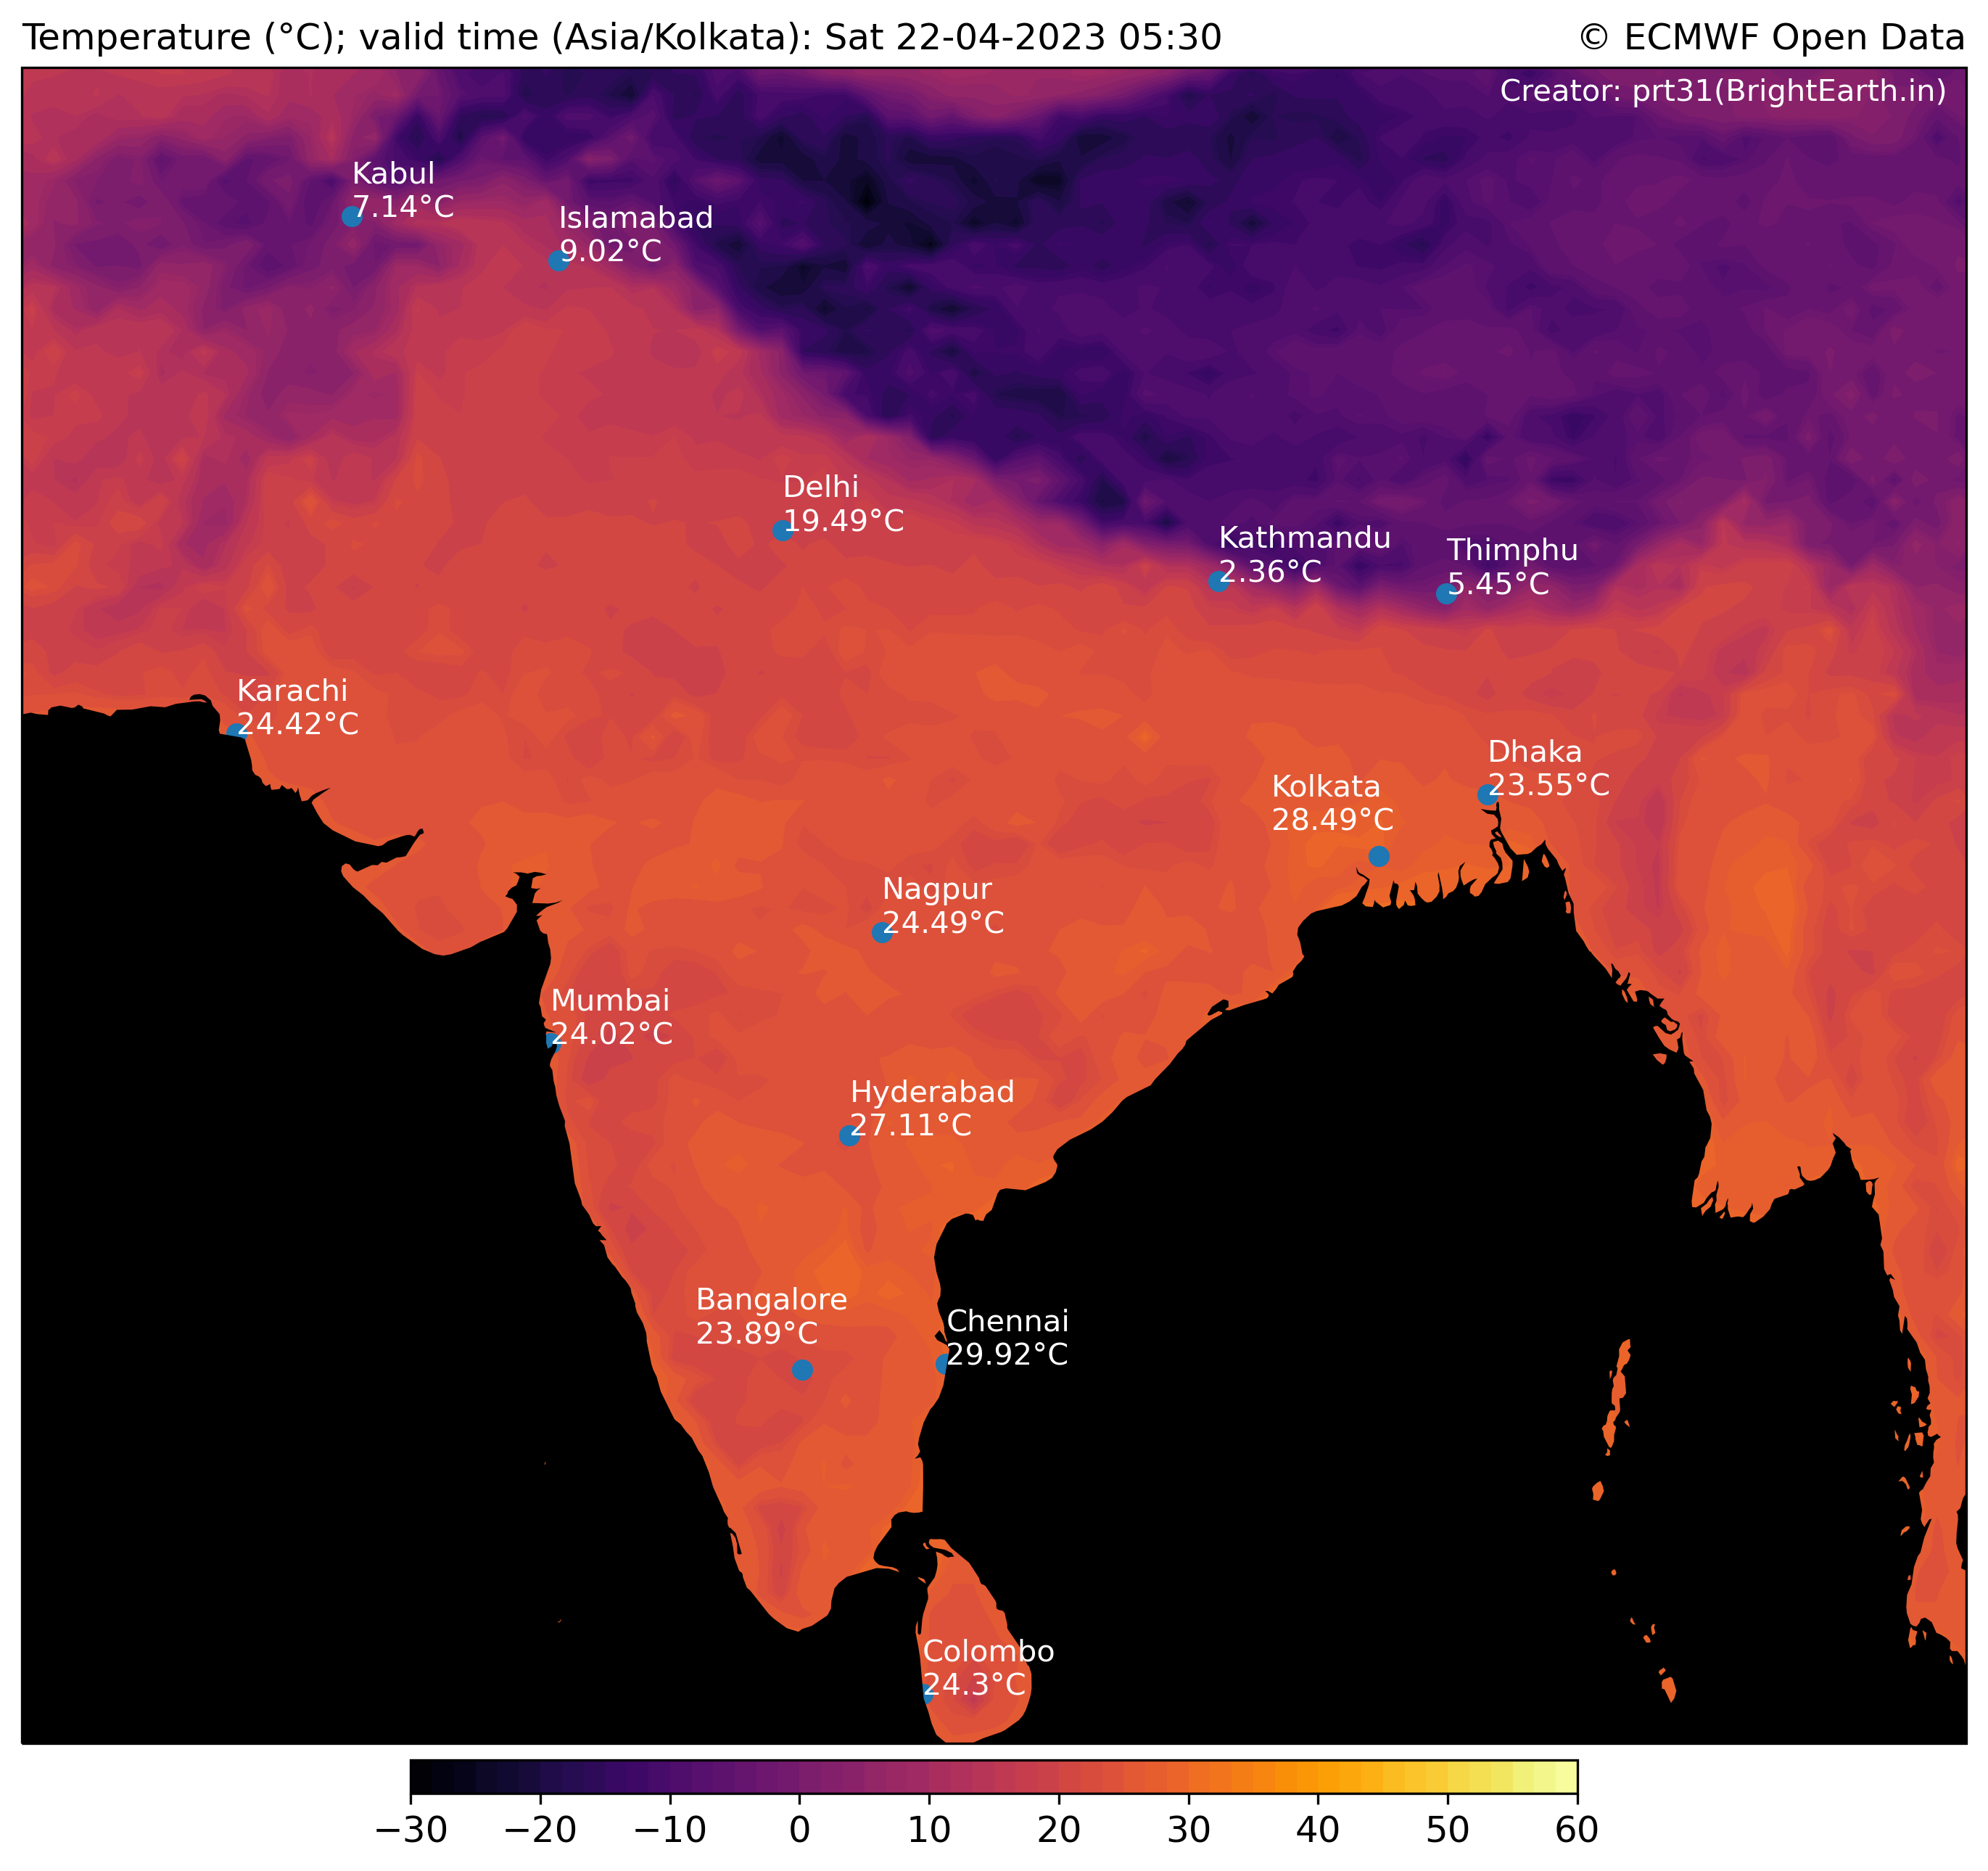 Temperature (°C); valid time (Asia/Kolkata): Sat 22-04-2023 05:30
© ECMWF Open Data
Creator: prt31(BrightEarth.in)
Kabul
7.14°C
Islamabad
9.02°C
Delhi
19.49°C
Kathmandu
2.36°C
Thimphu
5.45°C
Karachi
24.42°C
Dhaka
23.55°C
Kolkata
28.49°C
Nagpur
24.49°C
Mumbai
24.02°C
Hyderabad
27.11°C
Bangalore
23.89°C
Chennai
29.92°C
Colombo
24.3°C
−30 −20 −10 0 10 20 30 40 50 60